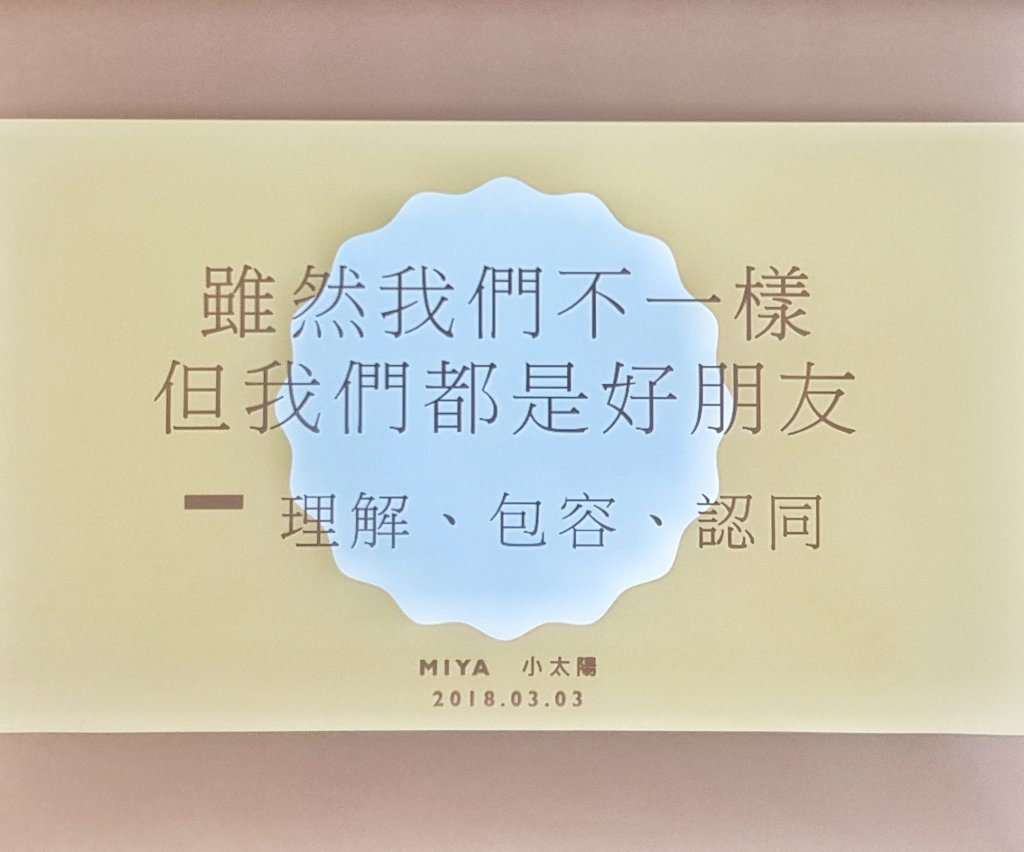 雖然我們不一樣
但我們都是好朋友
- 理解、包容、認同
MIYA 小太陽
2018.03.03